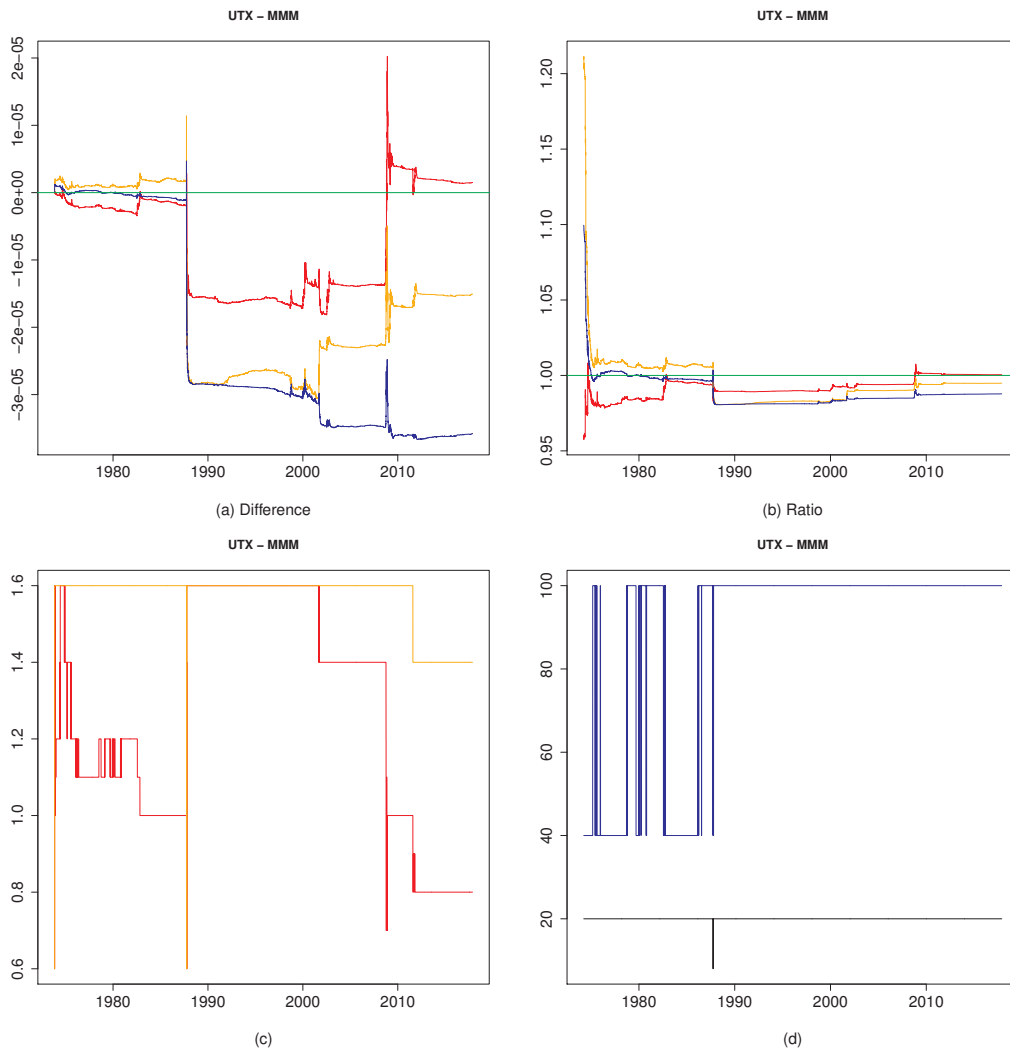 UTX − MMM
2e−05
1e−05
0e+00
−1e−05
−2e−05
−3e−05
1980 1990 2000 2010
(a) Difference
UTX − MMM
1.20
1.15
1.10
1.05
1.00
0.95
1980 1990 2000 2010
(b) Ratio
UTX − MMM
1.6
1.4
1.2
1.0
0.8
0.6
1980 1990 2000 2010
(c)
UTX − MMM
100
80
60
40
20
1980 1990 2000 2010
(d)